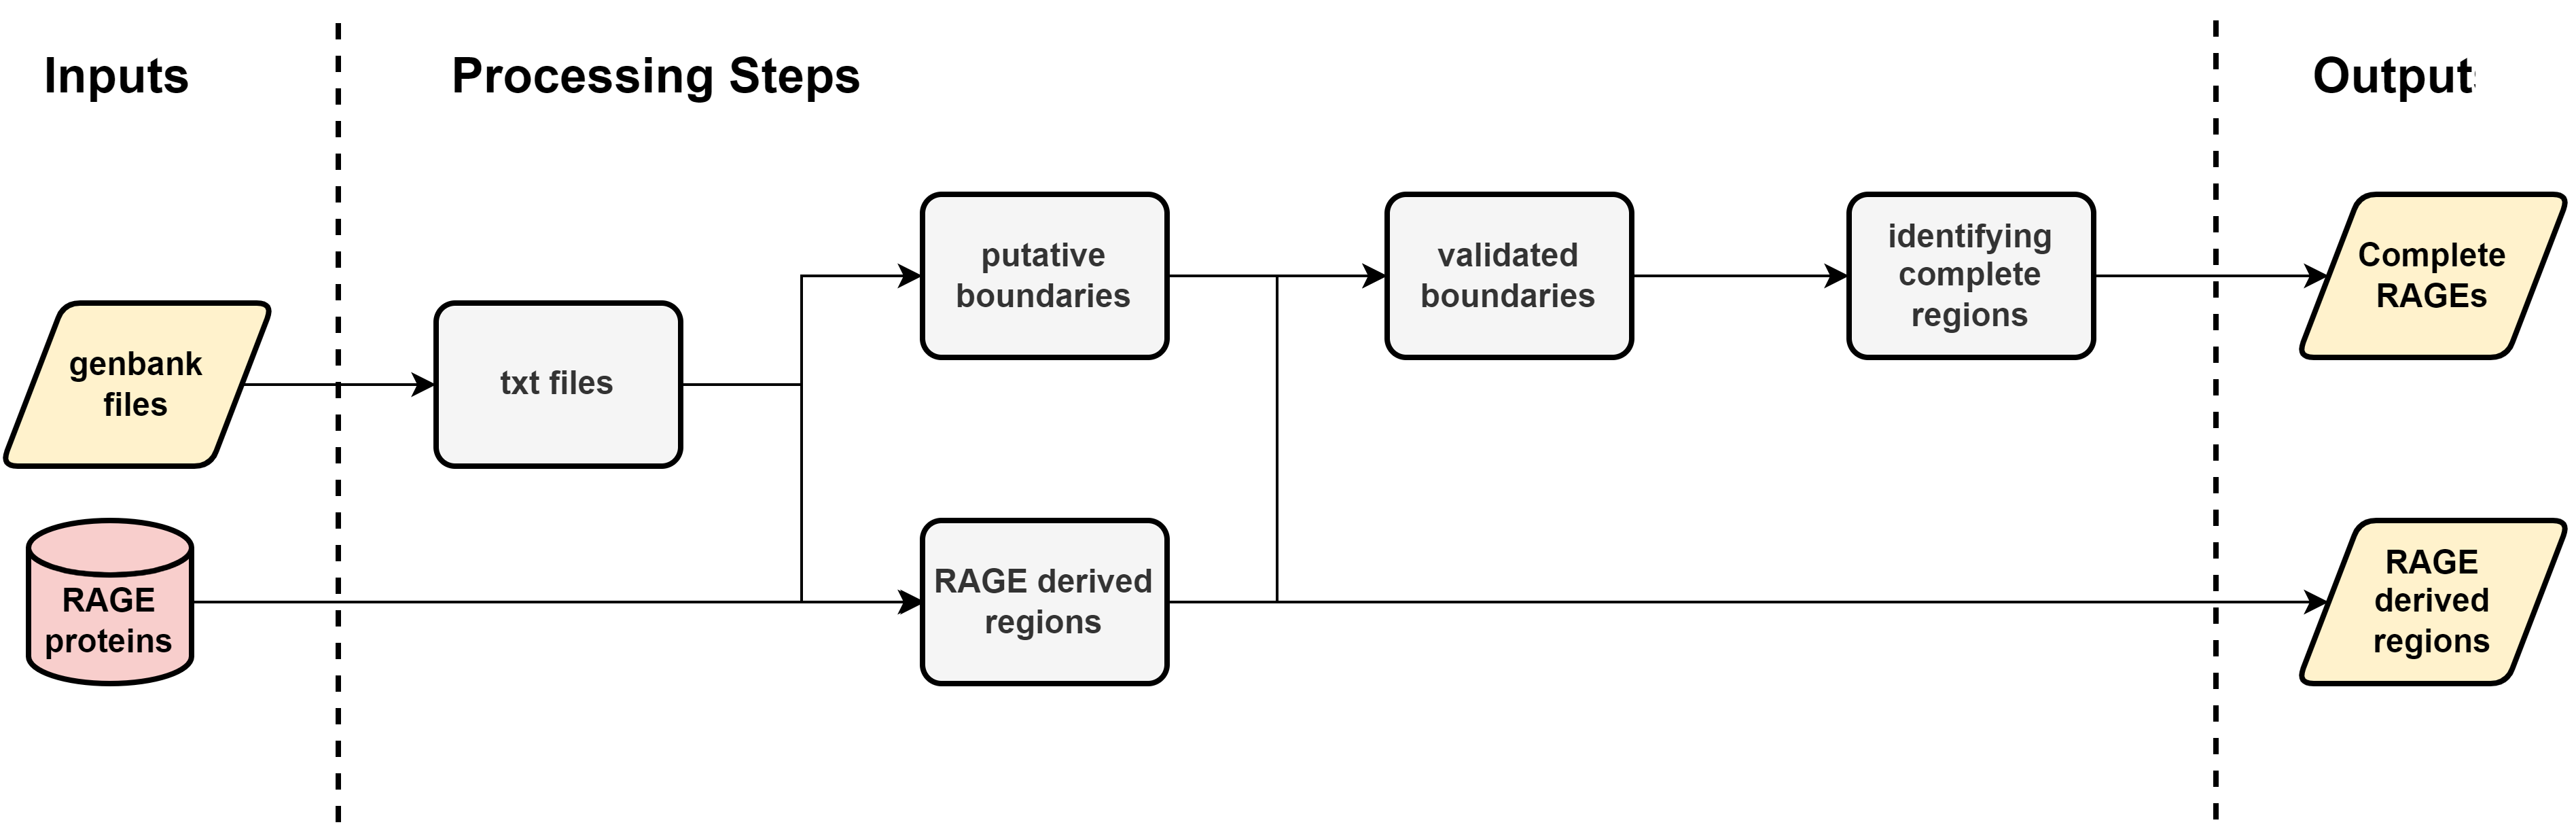 Inputs
Processing Steps
Output
putative
boundaries
validated
boundaries
identifying
complete
regions
Complete
RAGEs
genbank
files
txt files
RAGE
proteins
RAGE derived
regions
RAGE
derived
regions